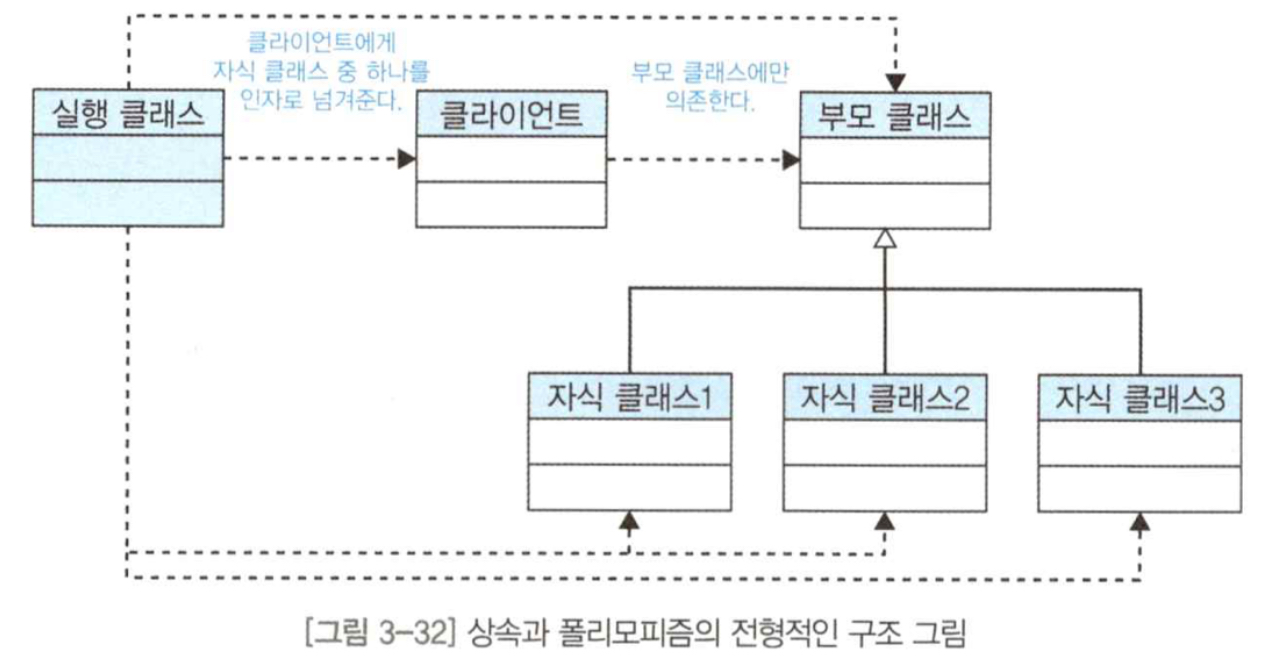 클라이언트에게
자식 클래스 중 하나를
인자로 넘겨준다.
부모 클래스에만
의존한다.
실행 클래스
클라이언트
부모 클래스
자식 클래스1
자식 클래스2
자식 클래스3
[그림 3-32] 상속과 폴리모피즘의 전형적인 구조 그림